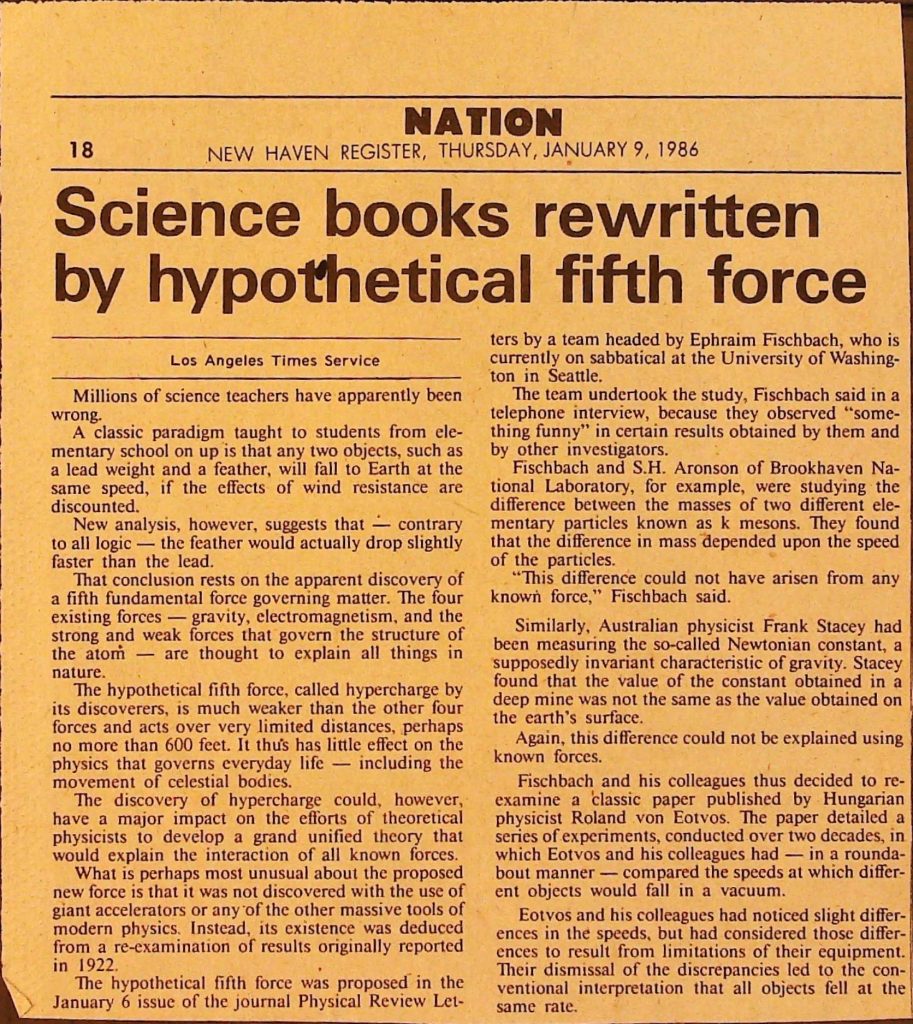 NATION
18
NEW HAVEN REGISTER, THURSDAY, JANUARY 9, 1986
Science books rewritten
by hypothetical fifth force
Los Angeles Times Service
Millions of science teachers have apparently been
wrong.
A classic paradigm taught to students from ele-
mentary school on up is that any two objects, such as
a lead weight and a feather, will fall to Earth at the
same speed, if the effects of wind resistance are
discounted.
New analysis, however, suggests that — contrary
to all logic — the feather would actually drop slightly
faster than the lead.
That conclusion rests on the apparent discovery of
a fifth fundamental force governing matter. The four
existing forces — gravity, electromagnetism, and the
strong and weak forces that govern the structure of
the atom — are thought to explain all things in
nature.
The hypothetical fifth force, called hypercharge by
its discoverers, is much weaker than the other four
forces and acts over very limited distances, perhaps
no more than 600 feet. It thus has little effect on the
physics that governs everyday life — including the
movement of celestial bodies.
The discovery of hypercharge could, however,
have a major impact on the efforts of theoretical
physicists to develop a grand unified theory that
would explain the interaction of all known forces.
What is perhaps most unusual about the proposed
new force is that it was not discovered with the use of
giant accelerators or any of the other massive tools of
modern physics. Instead, its existence was deduced
from a re-examination of results originally reported
in 1922.
The hypothetical fifth force was proposed in the
January 6 issue of the journal Physical Review Let-
ters by a team headed by Ephraim Fischbach, who is
currently on sabbatical at the University of Washing-
ton in Seattle.
The team undertook the study, Fischbach said in a
telephone interview, because they observed “some-
thing funny” in certain results obtained by them and
by other investigators.
Fischbach and S.H. Aronson of Brookhaven Na-
tional Laboratory, for example, were studying the
difference between the masses of two different ele-
mentary particles known as k mesons. They found
that the difference in mass depended upon the speed
of the particles.
“This difference could not have arisen from any
known force,” Fischbach said.
Similarly, Australian physicist Frank Stacey had
been measuring the so-called Newtonian constant, a
supposedly invariant characteristic of gravity. Stacey
found that the value of the constant obtained in a
deep mine was not the same as the value obtained on
the earth's surface.
Again, this difference could not be explained using
known forces.
Fischbach and his colleagues thus decided to re-
examine a classic paper published by Hungarian
physicist Roland von Eotvos. The paper detailed a
series of experiments, conducted over two decades, in
which Eotvos and his colleagues had — in a rounda-
bout manner — compared the speeds at which differ-
ent objects would fall in a vacuum.
Eotvos and his colleagues had noticed slight differ-
ences in the speeds, but had considered those differ-
ences to result from limitations of their equipment.
Their dismissal of the discrepancies led to the con-
ventional interpretation that all objects fell at the
same rate.